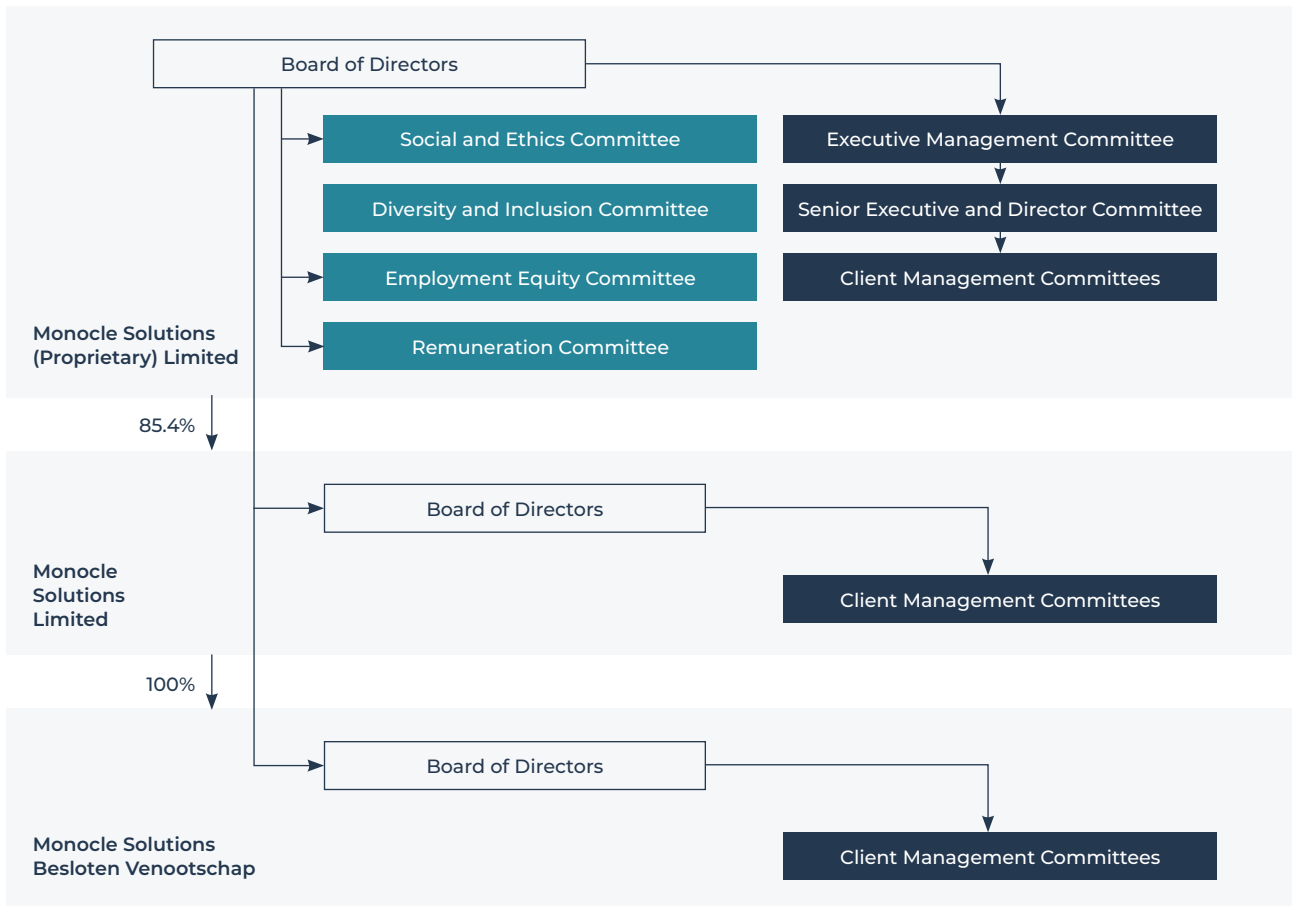 Board of Directors
Social and Ethics Committee
Executive Management Committee
Diversity and Inclusion Committee
Senior Executive and Director Committee
Employment Equity Committee
Client Management Committees
Monocle Solutions
(Proprietary) Limited
Remuneration Committee
85.4%
Board of Directors
Monocle
Solutions
Limited
Client Management Committees
100%
Board of Directors
Monocle Solutions
Besloten Venootschap
Client Management Committees